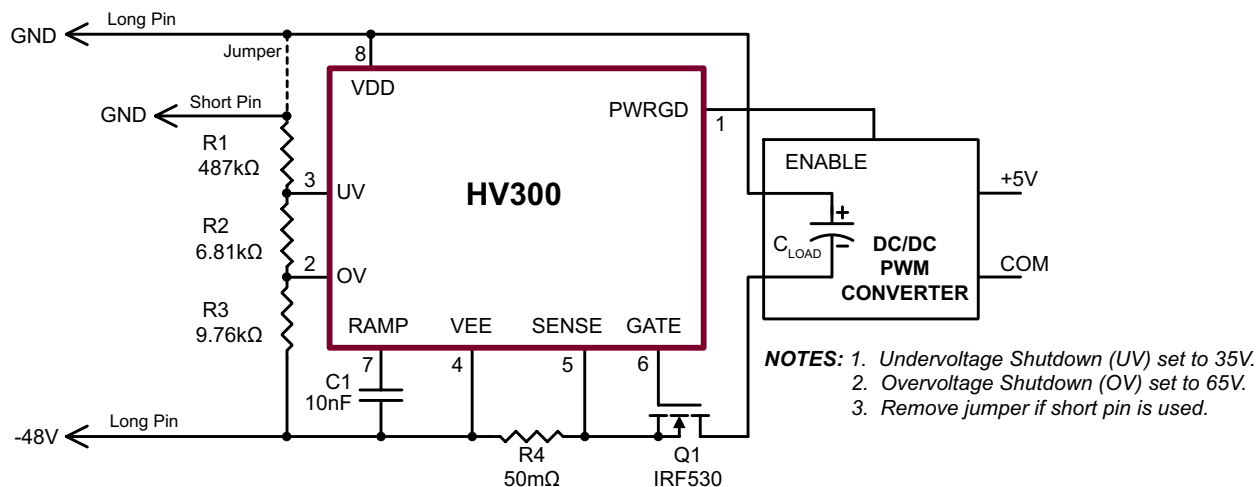 GND
Long Pin
Jumper
8
VDD
PWRGD
1
GND
Short Pin
R1
487kΩ
ENABLE
3
UV
HV300
+5V
R2
6.81kΩ
+
2
OV
C_LOAD
-
DC/DC
PWM
CONVERTER
COM
R3
9.76kΩ
RAMP
VEE
SENSE
GATE
7
4
5
6
C1
10nF
NOTES: 1. Undervoltage Shutdown (UV) set to 35V.
2. Overvoltage Shutdown (OV) set to 65V.
3. Remove jumper if short pin is used.
-48V
Long Pin
R4
50mΩ
Q1
IRF530